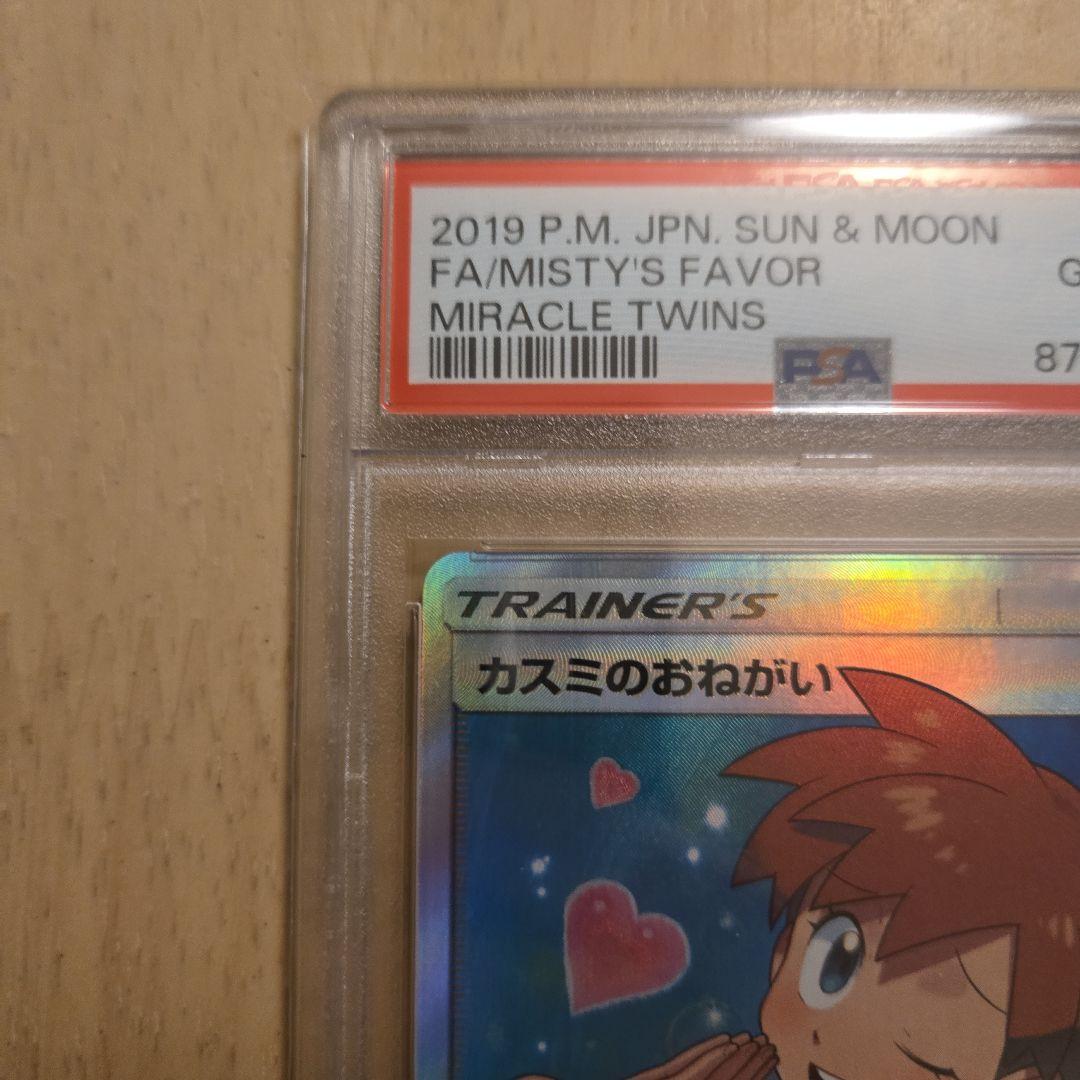 2019 P.M. JPN. SUN & MOON
FA/MISTY'S FAVOR G
MIRACLE TWINS
87
PSA
TRAINER'S
カスミのおねがい